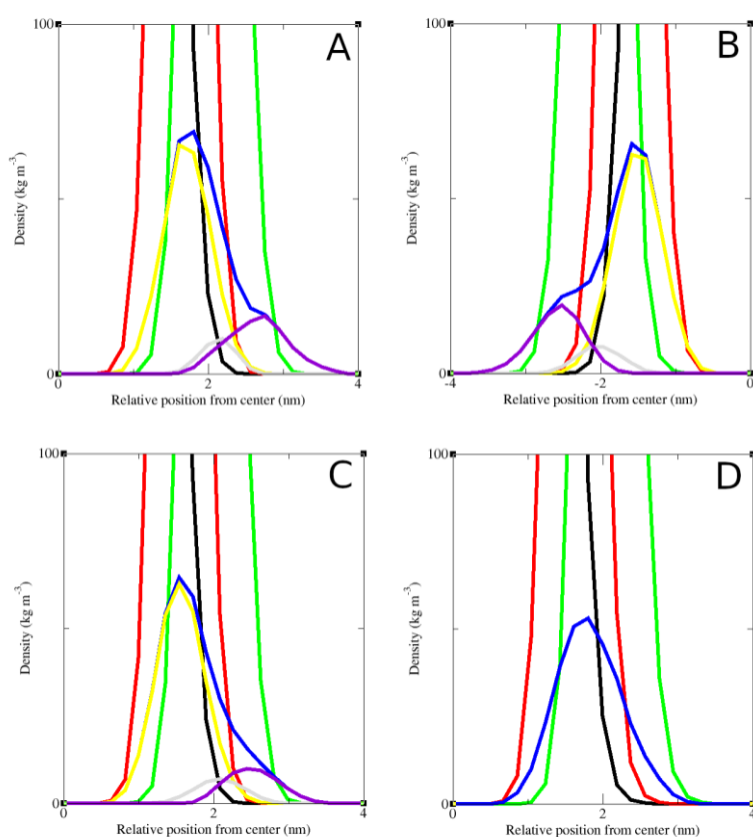 100
A
Density (kg m⁻³)
0
0
2
4
Relative position from center (nm)
100
B
Density (kg m⁻³)
0
-4
-2
0
Relative position from center (nm)
100
C
Density (kg m⁻³)
0
0
2
4
Relative position from center (nm)
100
D
Density (kg m⁻³)
0
0
2
4
Relative position from center (nm)